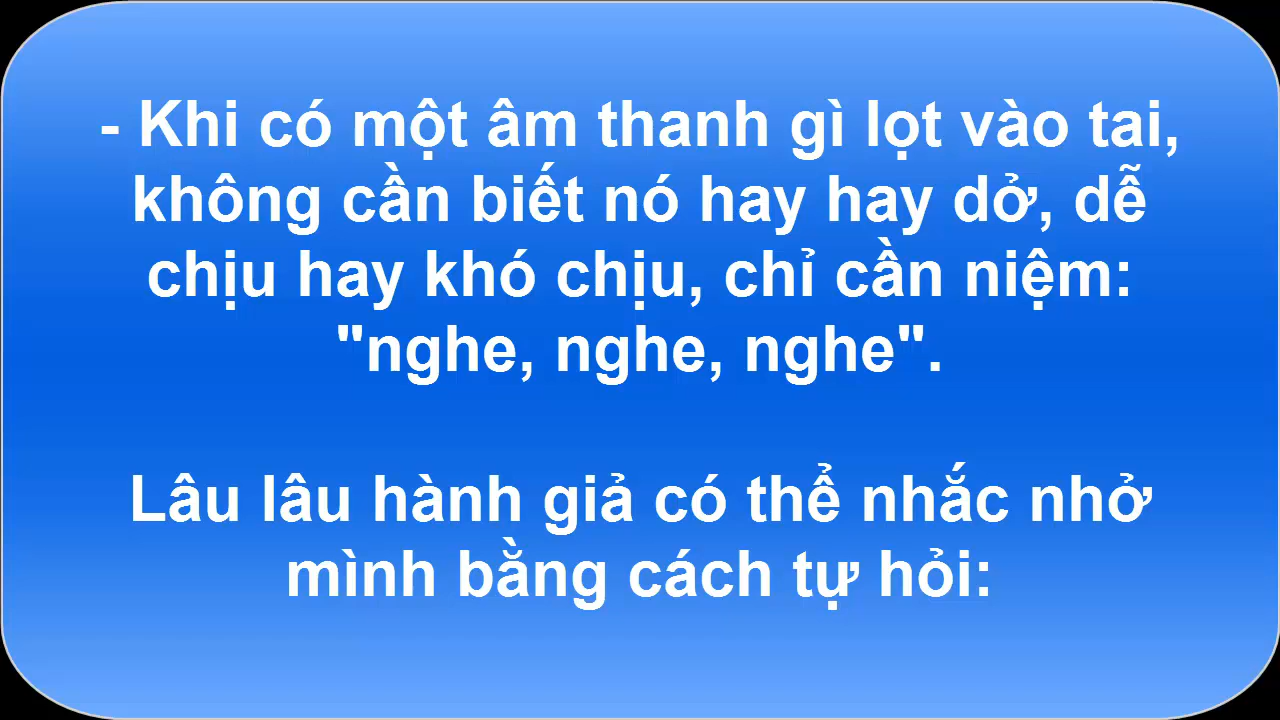 - Khi có một âm thanh gì lọt vào tai,
không cần biết nó hay hay dở, dễ
chịu hay khó chịu, chỉ cần niệm:
"nghe, nghe, nghe".
Lâu lâu hành giả có thể nhắc nhở
mình bằng cách tự hỏi: